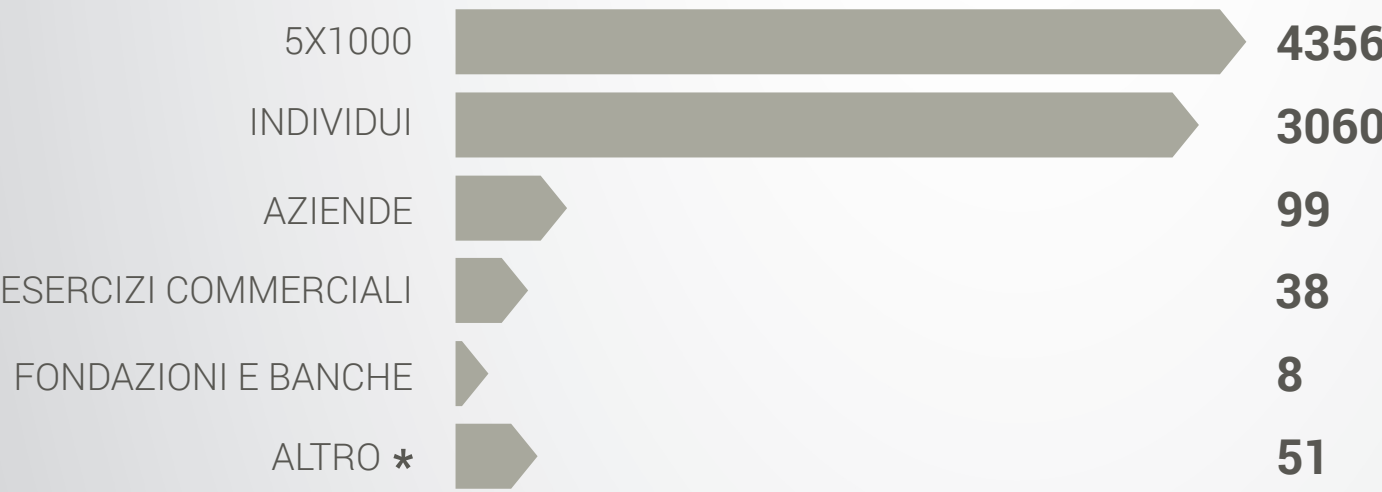 5X1000 4356
INDIVIDUI 3060
AZIENDE 99
ESERCIZI COMMERCIALI 38
FONDAZIONI E BANCHE 8
ALTRO * 51